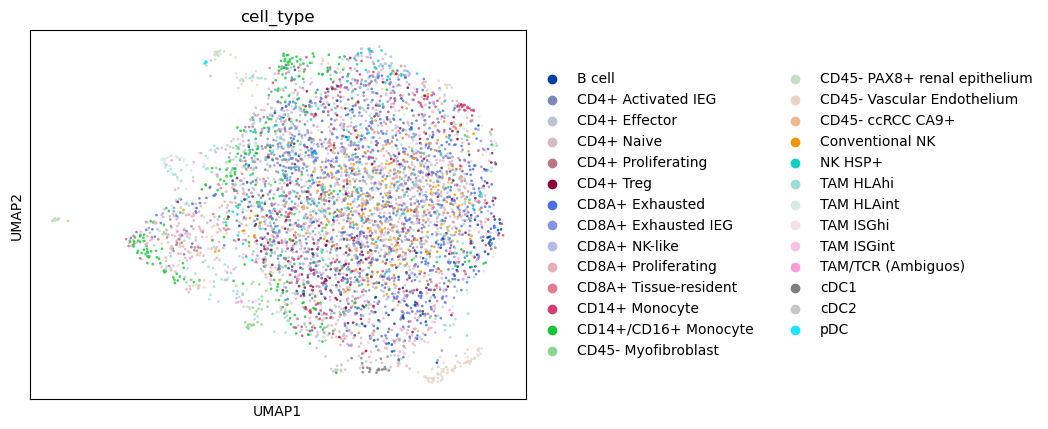 cell_type
UMAP2
UMAP1
B cell
CD4+ Activated IEG
CD4+ Effector
CD4+ Naive
CD4+ Proliferating
CD4+ Treg
CD8A+ Exhausted
CD8A+ Exhausted IEG
CD8A+ NK-like
CD8A+ Proliferating
CD8A+ Tissue-resident
CD14+ Monocyte
CD14+/CD16+ Monocyte
CD45- Myofibroblast
CD45- PAX8+ renal epithelium
CD45- Vascular Endothelium
CD45- ccRCC CA9+
Conventional NK
NK HSP+
TAM HLAhi
TAM HLAint
TAM ISGhi
TAM ISGint
TAM/TCR (Ambiguos)
cDC1
cDC2
pDC